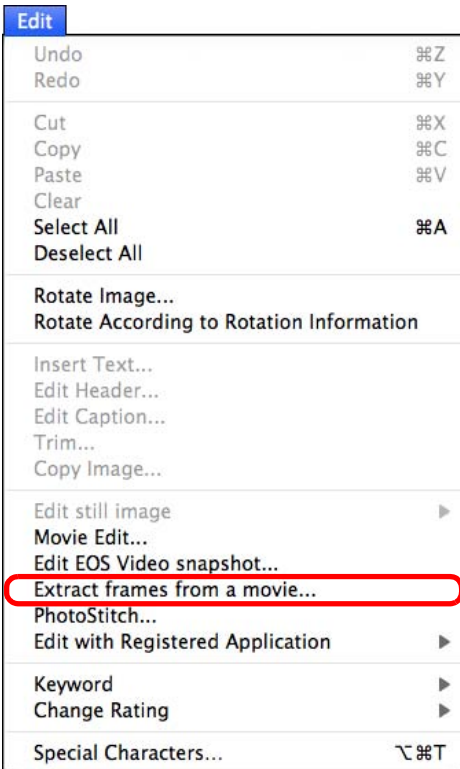 Edit
Undo ⌘Z
Redo ⌘Y
Cut ⌘X
Copy ⌘C
Paste ⌘V
Clear
Select All ⌘A
Deselect All
Rotate Image...
Rotate According to Rotation Information
Insert Text...
Edit Header...
Edit Caption...
Trim...
Copy Image...
Edit still image ▶
Movie Edit...
Edit EOS Video snapshot...
Extract frames from a movie...
PhotoStitch...
Edit with Registered Application ▶
Keyword ▶
Change Rating ▶
Special Characters... ⌥⌘T